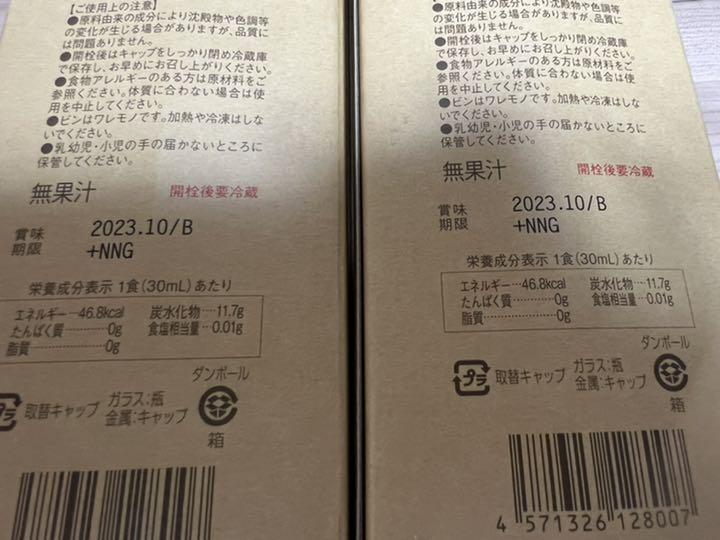 【ご使用上の注意】
●原料由来の成分により沈殿物や色調等
の変化が生じる場合がありますが、品質に
は問題ありません。
●開栓後はキャップをしっかり閉め冷蔵庫
で保存し、お早めにお召し上がりください。
●食物アレルギーのある方は原材料をご
参照ください。体質に合わない場合は使
用を中止してください。
●ビンはワレモノです。加熱や冷凍はしな
いでください。
●乳幼児・小児の手の届かないところに
保管してください。
無果汁
開栓後要冷蔵
賞味
期限
2023.10/B
+NNG
栄養成分表示 1食(30mL)あたり
エネルギー…46.8kcal 炭水化物…11.7g
たんぱく質…………0g 食塩相当量…0.01g
脂質…………………0g
ダンボール
プラ
取替キャップ
ガラス:瓶
金属:キャップ
箱
●原料由来の成分により沈殿物や色調等
の変化が生じる場合がありますが、品質に
は問題ありません。
●開栓後はキャップをしっかり閉め冷蔵庫
で保存し、お早めにお召し上がりください。
●食物アレルギーのある方は原材料をご
参照ください。体質に合わない場合は使
用を中止してください。
●ビンはワレモノです。加熱や冷凍はしな
いでください。
●乳幼児・小児の手の届かないところに
保管してください。
無果汁
開栓後要冷蔵
賞味
期限
2023.10/B
+NNG
栄養成分表示 1食(30mL)あたり
エネルギー…46.8kcal 炭水化物…11.7g
たんぱく質…………0g 食塩相当量…0.01g
脂質…………………0g
ダンボール
プラ
取替キャップ
ガラス:瓶
金属:キャップ
箱
4 571326 128007